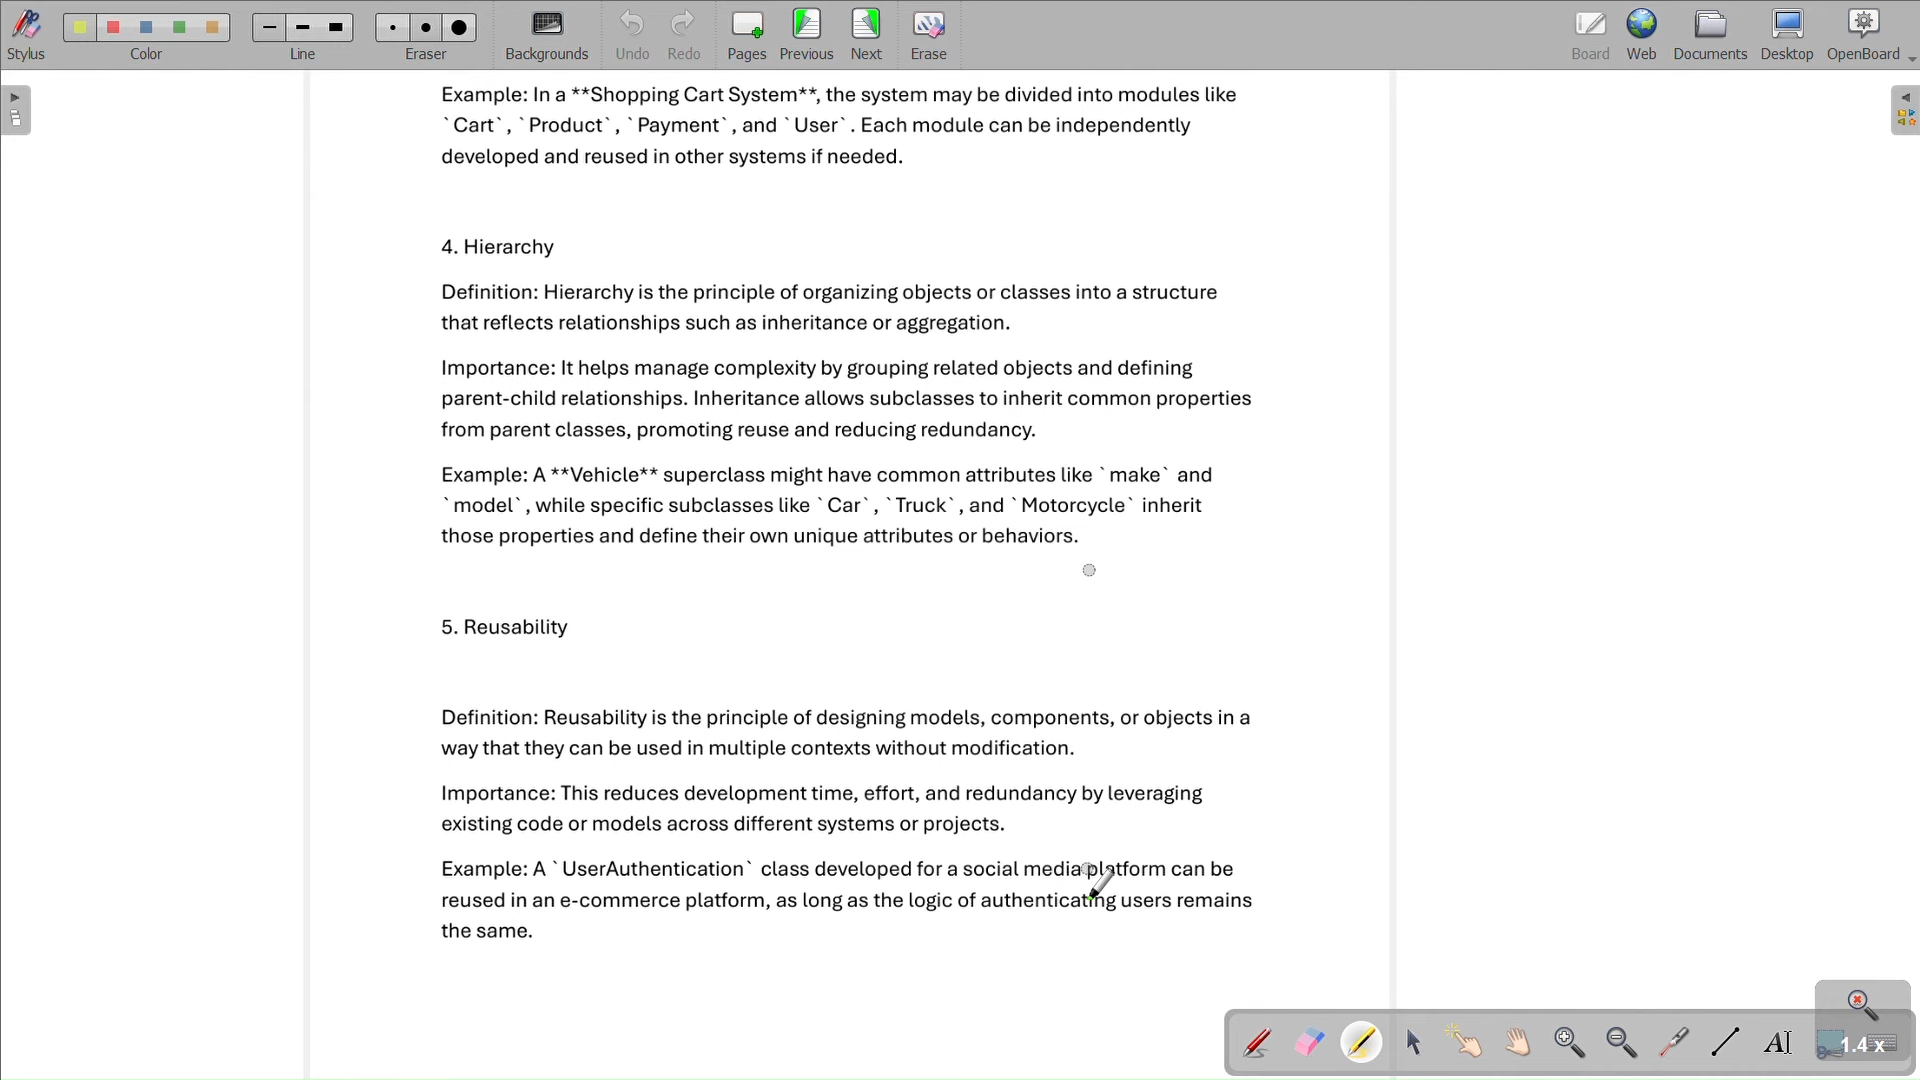 Stylus
Color
Line
Eraser
Backgrounds
Undo
Redo
Pages
Previous
Next
Erase
Board
Web
Documents
Desktop
OpenBoard
Example: In a **Shopping Cart System**, the system may be divided into modules like
`Cart`, `Product`, `Payment`, and `User`. Each module can be independently
developed and reused in other systems if needed.
4. Hierarchy
Definition: Hierarchy is the principle of organizing objects or classes into a structure
that reflects relationships such as inheritance or aggregation.
Importance: It helps manage complexity by grouping related objects and defining
parent-child relationships. Inheritance allows subclasses to inherit common properties
from parent classes, promoting reuse and reducing redundancy.
Example: A **Vehicle** superclass might have common attributes like `make` and
`model`, while specific subclasses like `Car`, `Truck`, and `Motorcycle` inherit
those properties and define their own unique attributes or behaviors.
5. Reusability
Definition: Reusability is the principle of designing models, components, or objects in a
way that they can be used in multiple contexts without modification.
Importance: This reduces development time, effort, and redundancy by leveraging
existing code or models across different systems or projects.
Example: A `UserAuthentication` class developed for a social media platform can be
reused in an e-commerce platform, as long as the logic of authenticating users remains
the same.
AI
1.4 x